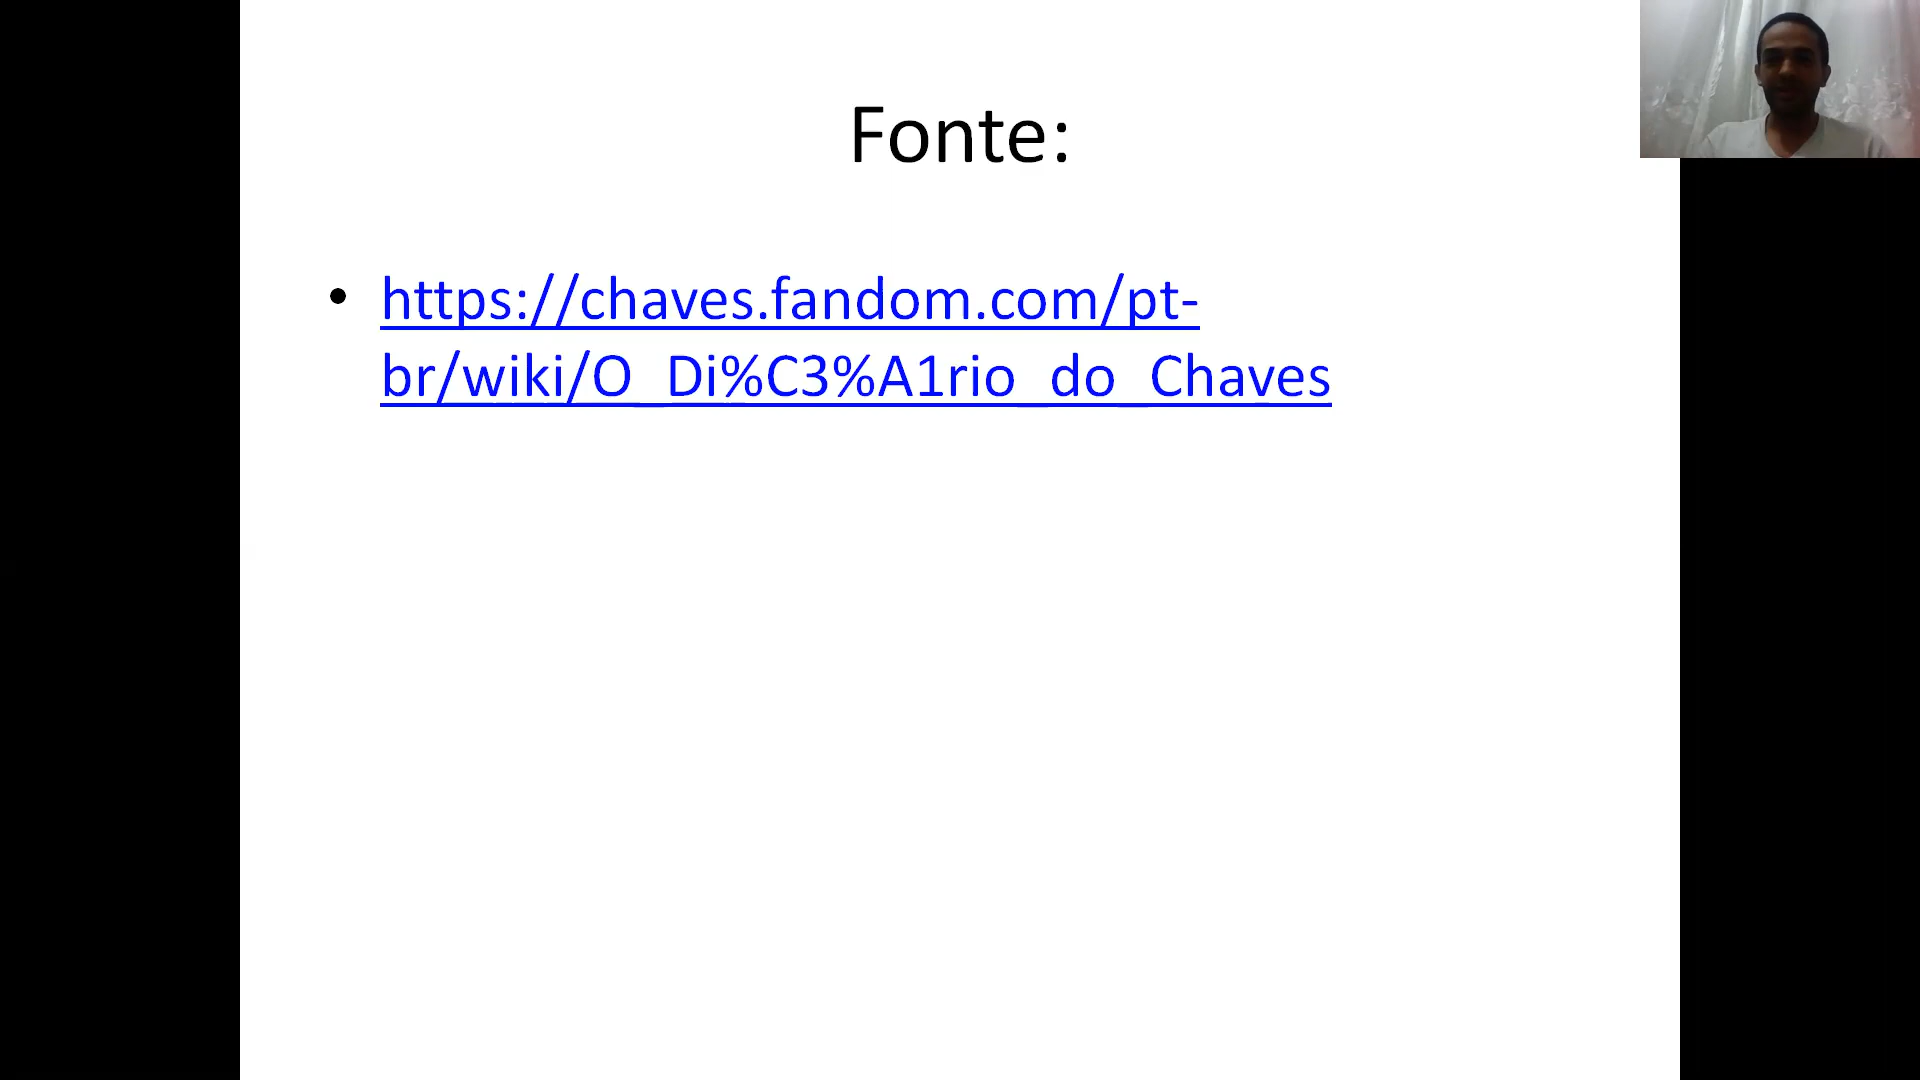 Fonte:
• https://chaves.fandom.com/pt-
br/wiki/O_Di%C3%A1rio_do_Chaves